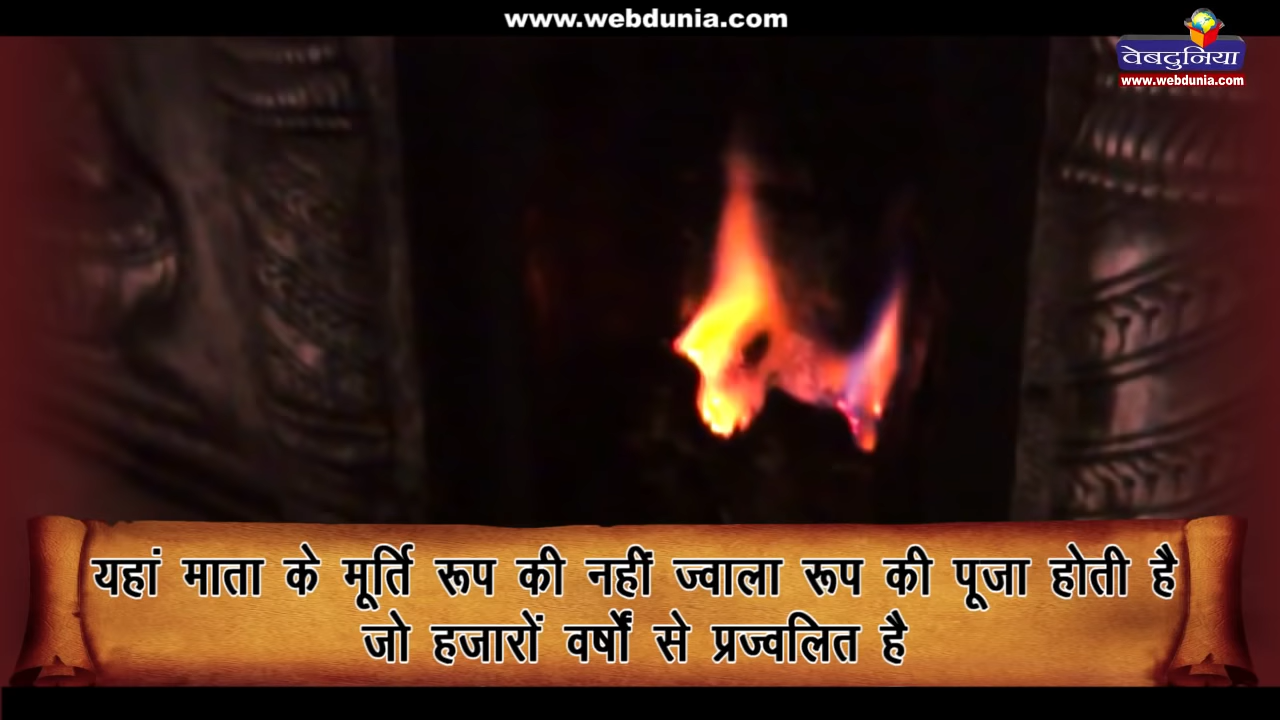 www.webdunia.com
वेबदुनिया
www.webdunia.com
यहां माता के मूर्ति रूप की नहीं ज्वाला रूप की पूजा होती है
जो हजारों वर्षों से प्रज्वलित है